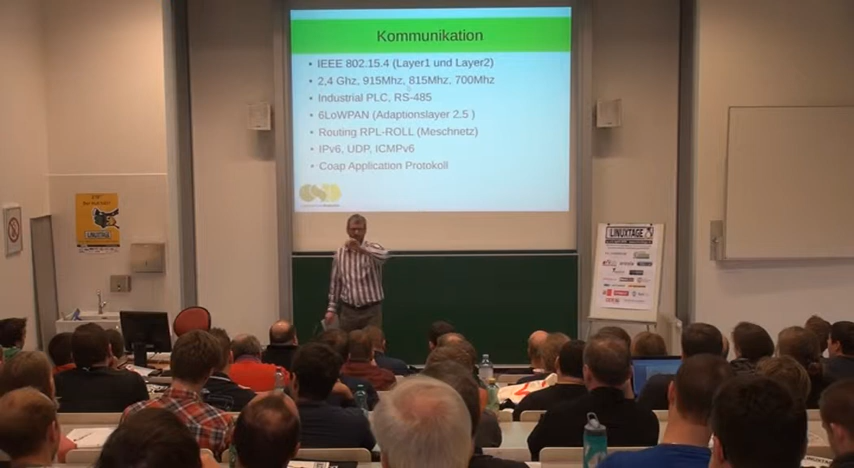 Kommunikation
• IEEE 802.15.4 (Layer1 und Layer2)
• 2,4 Ghz, 915Mhz, 815Mhz, 700Mhz
• Industrial PLC, RS-485
• 6LoWPAN (Adaptionslayer 2.5 )
• Routing RPL-ROLL (Meschnetz)
• IPv6, UDP, ICMPv6
• Coap Application Protokoll
LINUXTAGE
LINUXTAGE